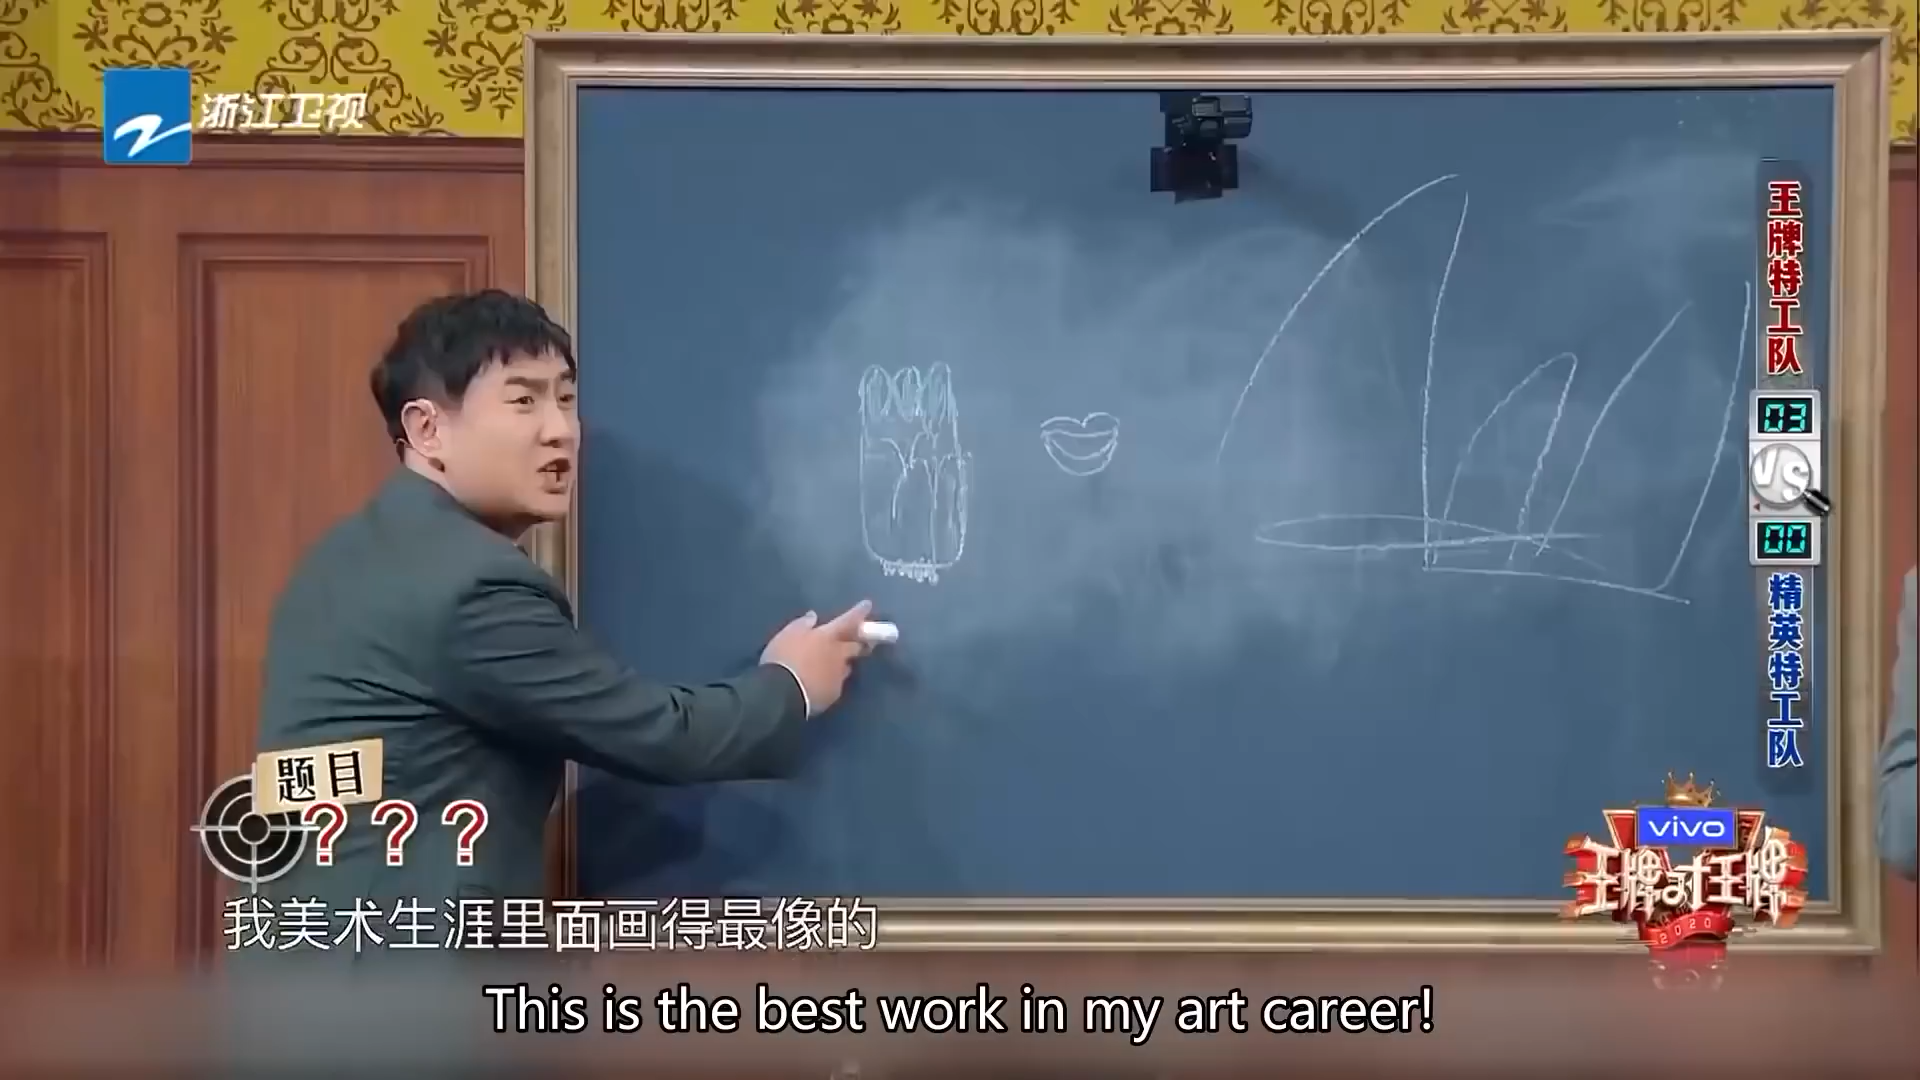 浙江卫视
王牌特工队
03
VS
00
精英特工队
题目
???
vivo
王牌对王牌
2020
我美术生涯里面画得最像的
This is the best work in my art career!